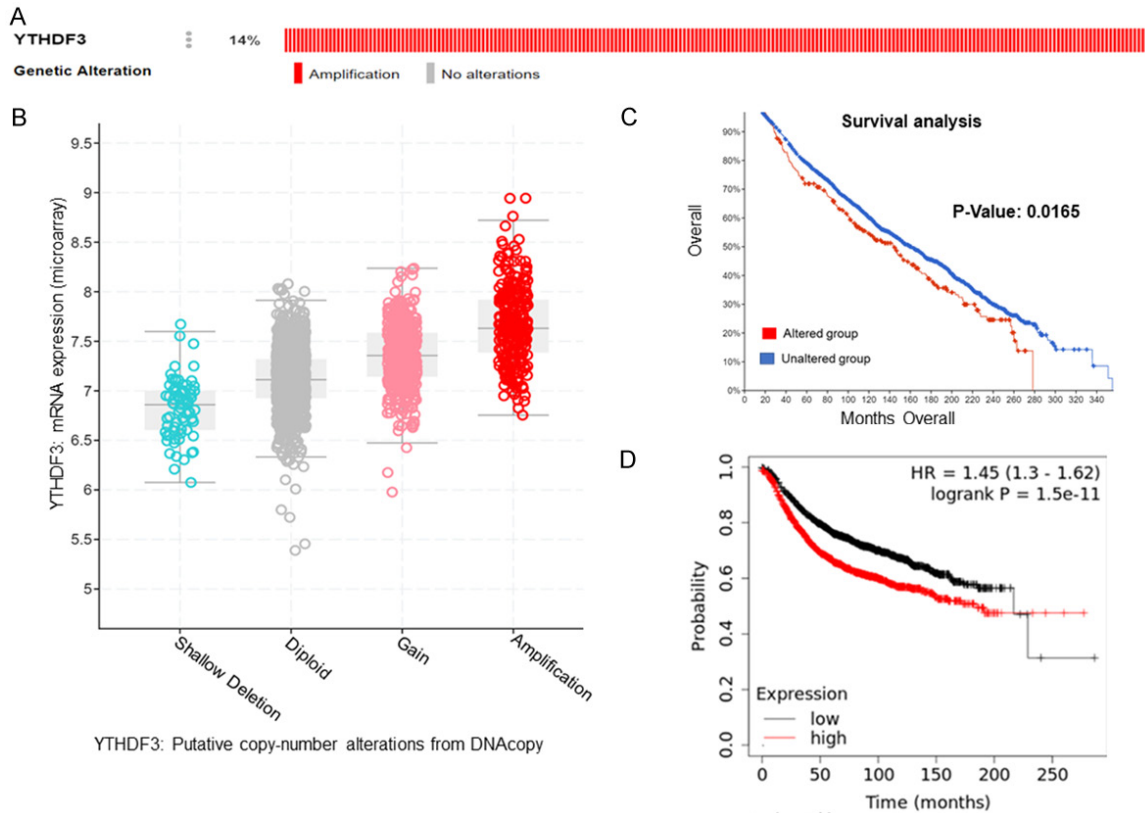 A
YTHDF3 14%
Genetic Alteration Amplification No alterations
B
YTHDF3: mRNA expression (microarray)
9.5
9
8.5
8
7.5
7
6.5
6
5.5
5
Shallow Deletion
Diploid
Gain
Amplification
YTHDF3: Putative copy-number alterations from DNAcopy
C
Survival analysis
P-Value: 0.0165
Overall
90%
80%
70%
60%
50%
40%
30%
20%
10%
0%
Altered group
Unaltered group
0 20 40 60 80 100 120 140 160 180 200 220 240 260 280 300 320 340
Months Overall
D
HR = 1.45 (1.3 - 1.62)
logrank P = 1.5e-11
Probability
1.0
0.8
0.6
0.4
0.2
0.0
Expression
low
high
0 50 100 150 200 250
Time (months)